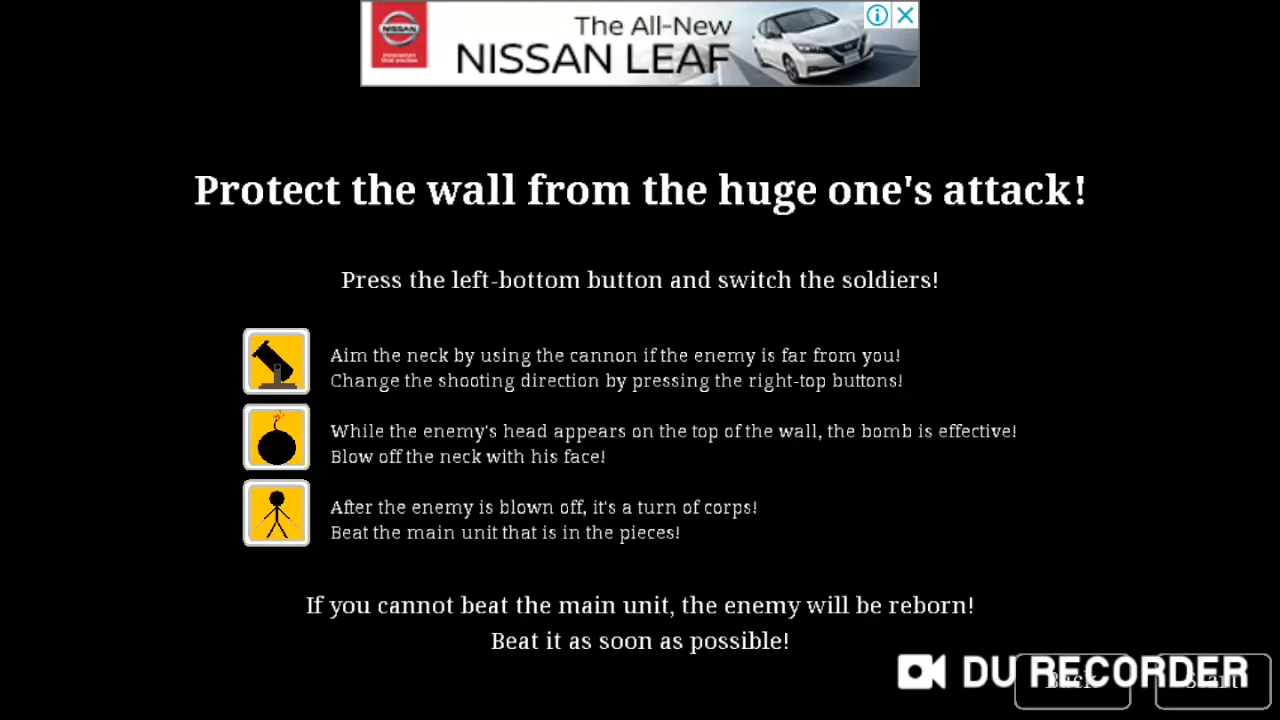 The All-New
NISSAN LEAF
NISSAN
Protect the wall from the huge one's attack!
Press the left-bottom button and switch the soldiers!
Aim the neck by using the cannon if the enemy is far from you!
Change the shooting direction by pressing the right-top buttons!
While the enemy's head appears on the top of the wall, the bomb is effective!
Blow off the neck with his face!
After the enemy is blown off, it's a turn of corps!
Beat the main unit that is in the pieces!
If you cannot beat the main unit, the enemy will be reborn!
Beat it as soon as possible!
DU RECORDER
Back